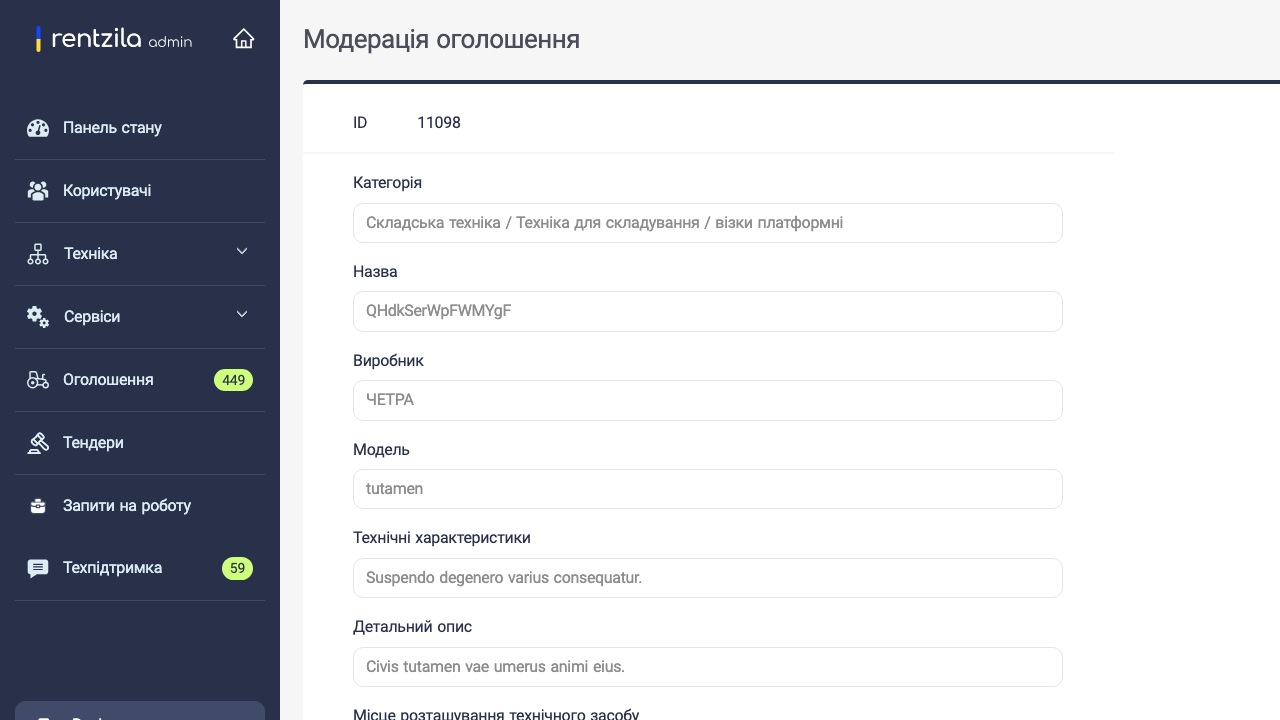 rentzila admin
Панель стану
Користувачі
Техніка
Сервіси
Оголошення 449
Тендери
Запити на роботу
Техпідтримка 59
Модерація оголошення
ID 11098
Категорія
Складська техніка / Техніка для складування / візки платформні
Назва
QHdkSerWpFWMYgF
Виробник
ЧЕТРА
Модель
tutamen
Технічні характеристики
Suspendo degenero varius consequatur.
Детальний опис
Civis tutamen vae umerus animi eius.
Місце розташування технічного засобу